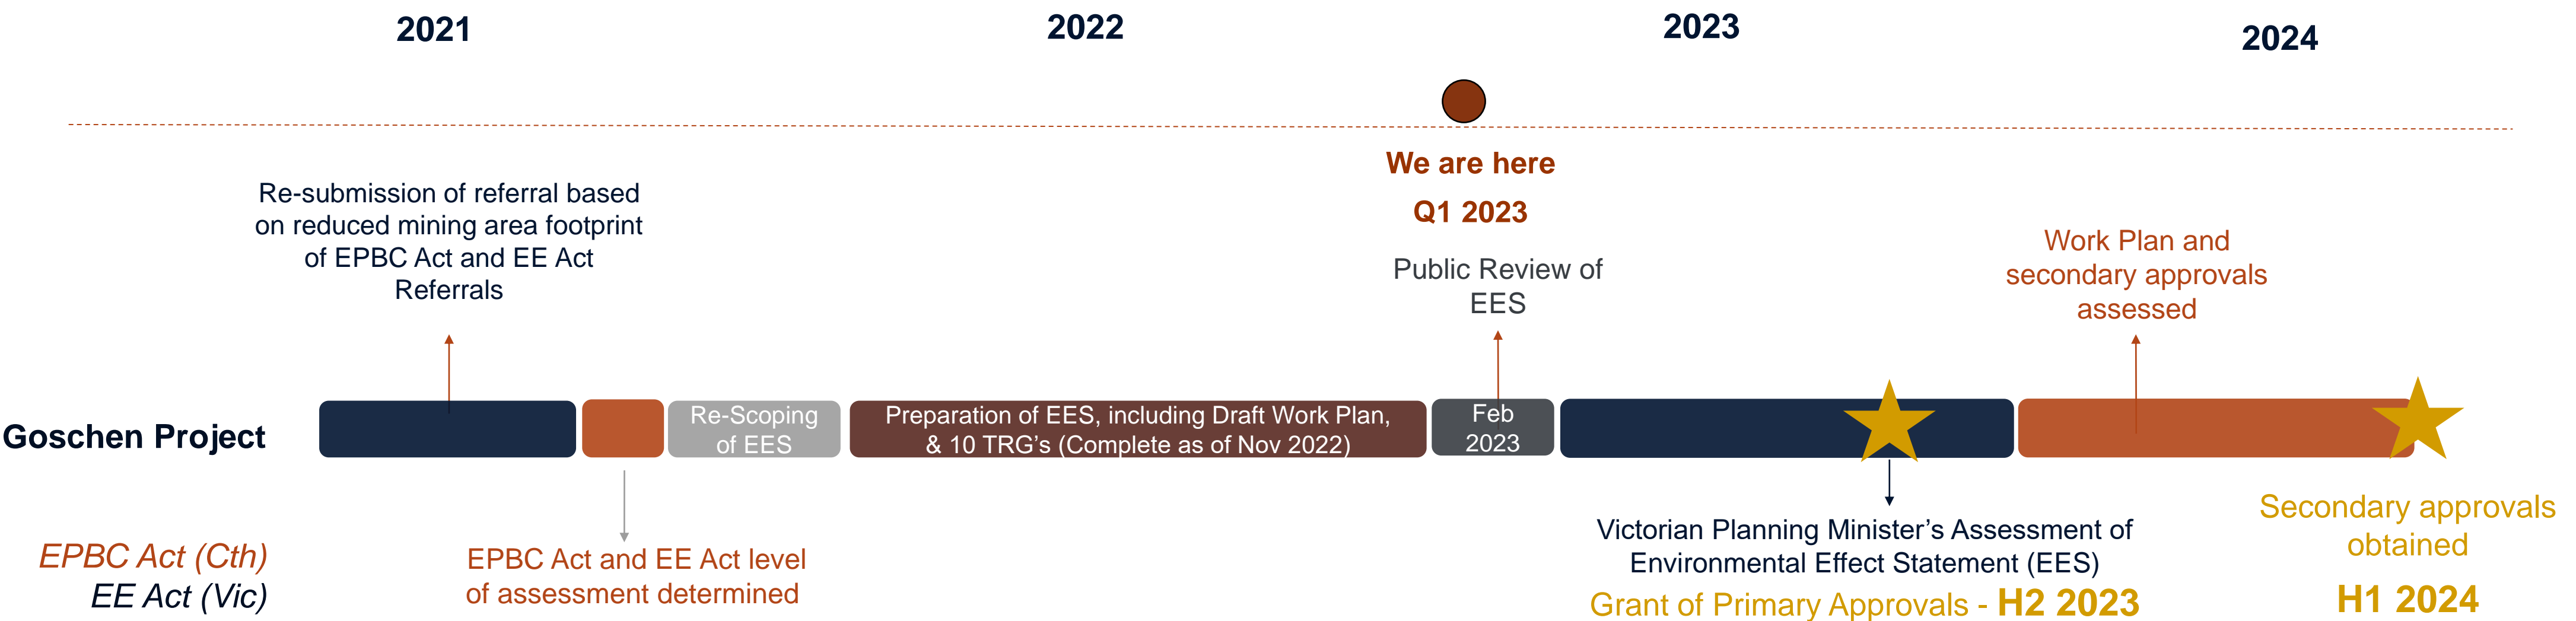 2021
2022
2023
2024
We are here
Q1 2023
Re-submission of referral based
on reduced mining area footprint
of EPBC Act and EE Act
Referrals
Public Review of
EES
Work Plan and
secondary approvals
assessed
Goschen Project
Re-Scoping
of EES
Preparation of EES, including Draft Work Plan,
& 10 TRG’s (Complete as of Nov 2022)
Feb
2023
EPBC Act (Cth)
EE Act (Vic)
EPBC Act and EE Act level
of assessment determined
Victorian Planning Minister’s Assessment of
Environmental Effect Statement (EES)
Grant of Primary Approvals - H2 2023
Secondary approvals
obtained
H1 2024